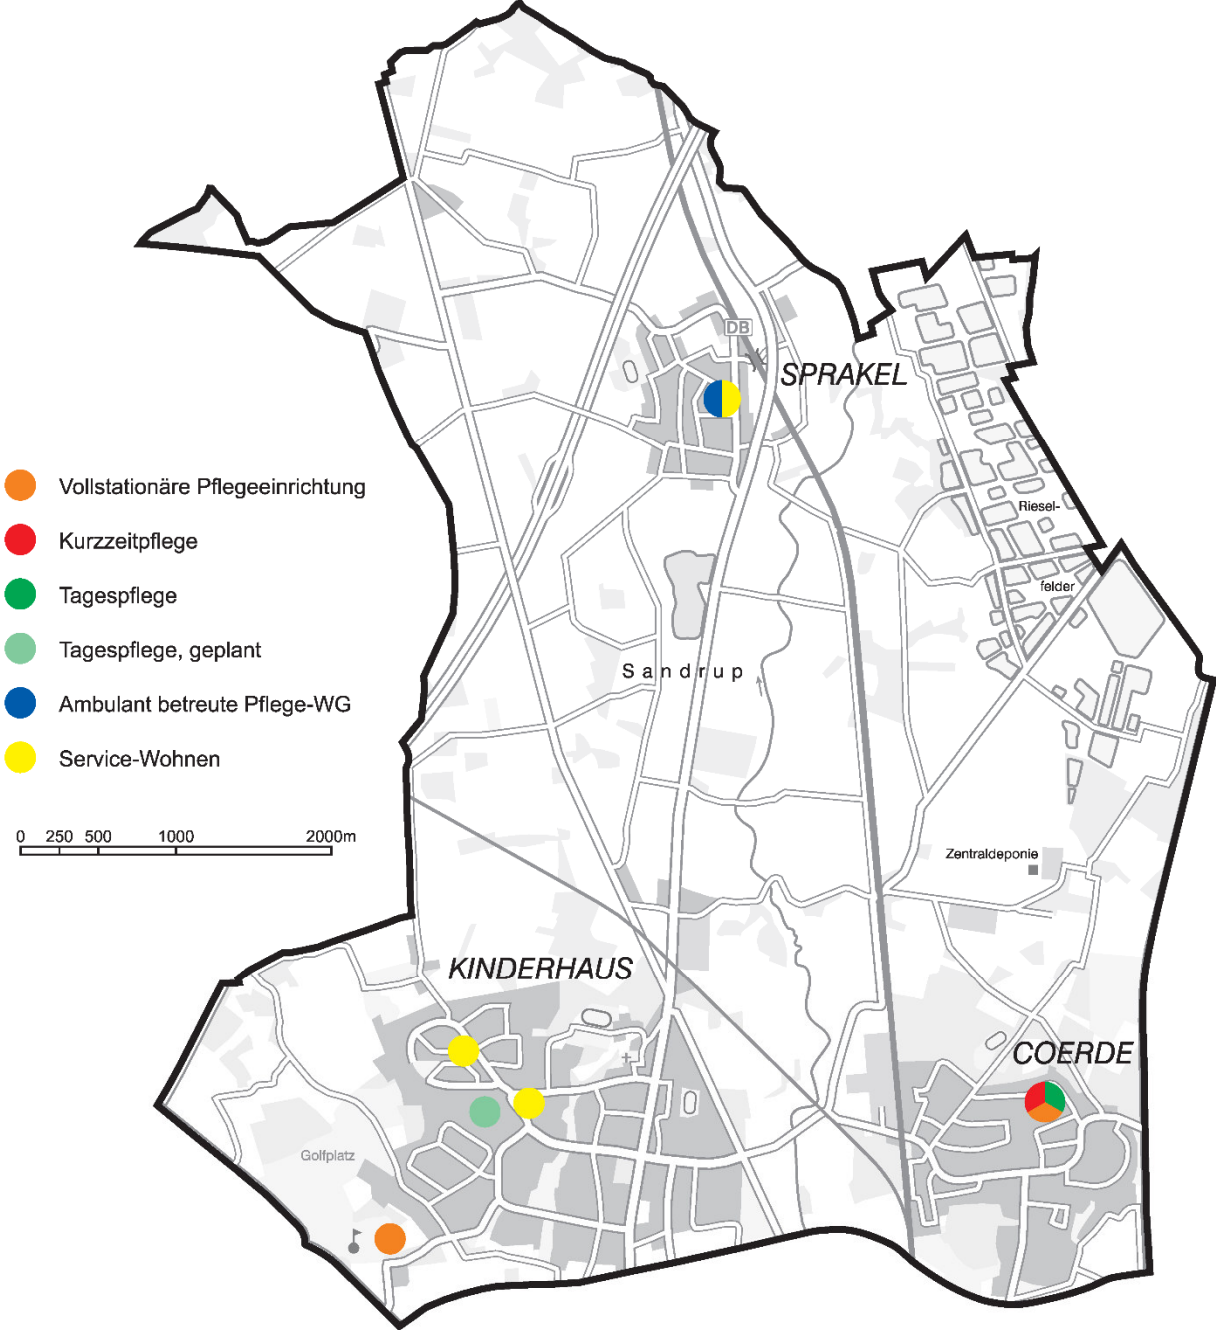 DB
SPRAKEL
Vollstationäre Pflegeeinrichtung
Kurzzeitpflege
Tagespflege
Tagespflege, geplant
Ambulant betreute Pflege-WG
Service-Wohnen
0 250 500 1000 2000m
Riesel-
felder
Sandrup
Zentraldeponie
KINDERHAUS
COERDE
Golfplatz